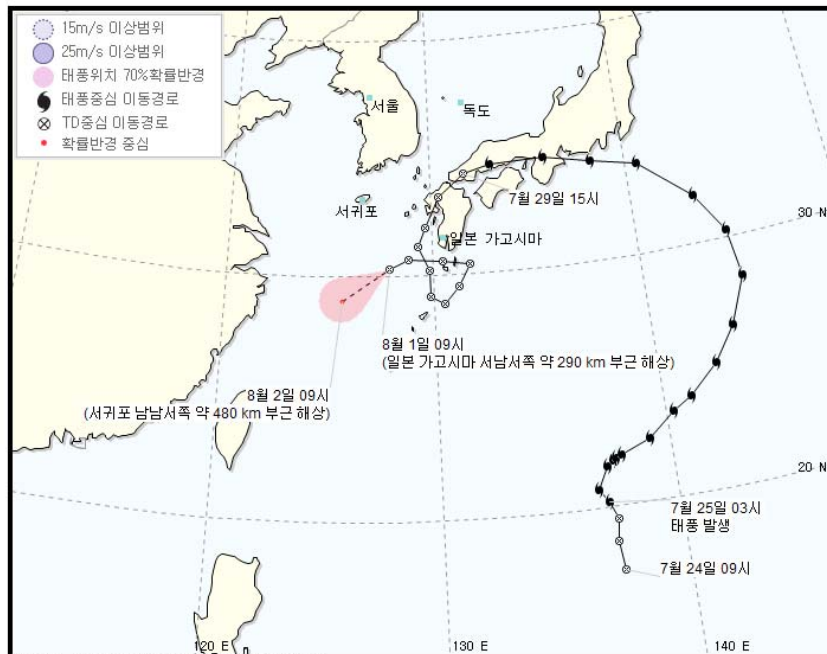 15m/s 이상범위
25m/s 이상범위
태풍위치 70%확률반경
태풍중심 이동경로
TD중심 이동경로
확률반경 중심
서울
독도
서귀포
7월 29일 15시
일본 가고시마
30 N
8월 1일 09시
(일본 가고시마 서남서쪽 약 290 km 부근 해상)
8월 2일 09시
(서귀포 남남서쪽 약 480 km 부근 해상)
20 N
7월 25일 03시
태풍 발생
7월 24일 09시
120 E
130 E
140 E